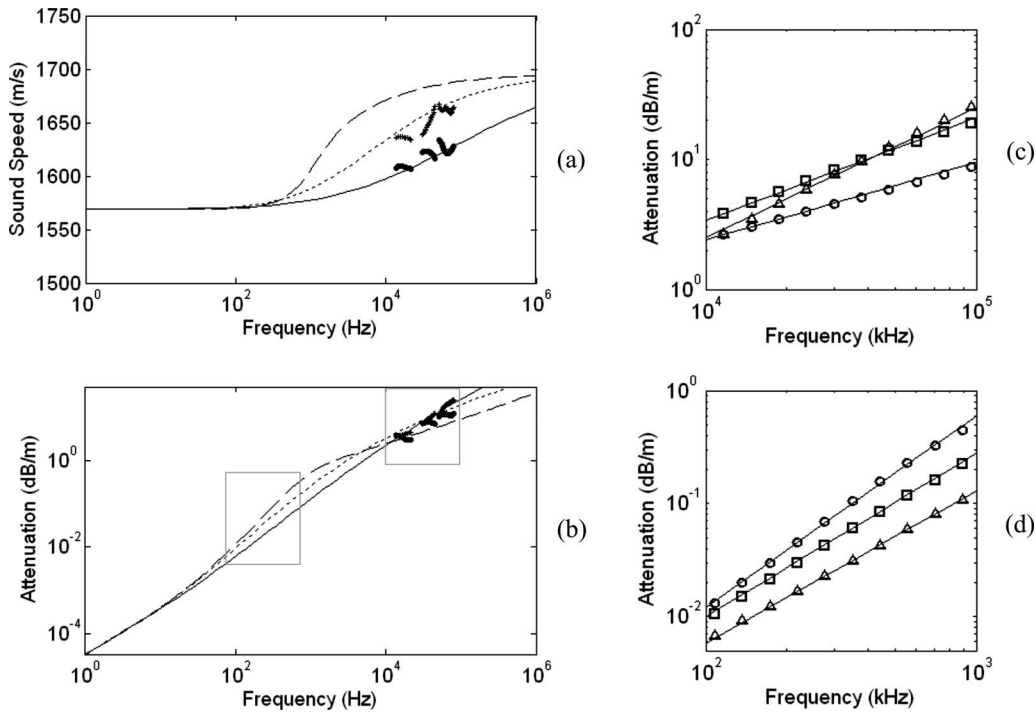 1750
1700
1650
1600
1550
1500
Sound Speed (m/s)
10^0
10^2
10^4
10^6
Frequency (Hz)
(a)
10^0
10^-2
10^-4
Attenuation (dB/m)
10^0
10^2
10^4
10^6
Frequency (Hz)
(b)
10^2
10^1
10^0
Attenuation (dB/m)
10^4
10^5
Frequency (kHz)
(c)
10^0
10^-1
10^-2
Attenuation (dB/m)
10^2
10^3
Frequency (kHz)
(d)